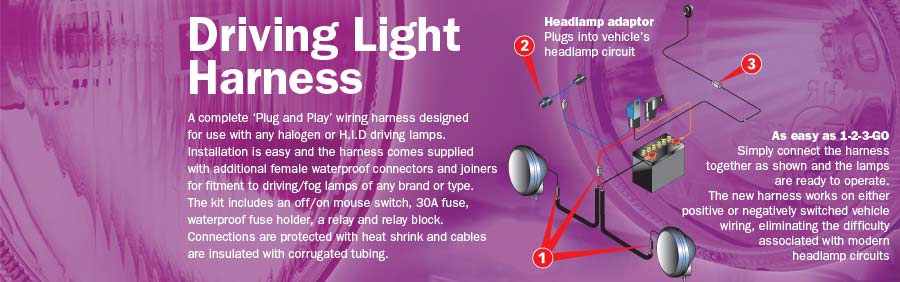 Driving Light
Harness
A complete ‘Plug and Play’ wiring harness designed
for use with any halogen or H.I.D driving lamps.
Installation is easy and the harness comes supplied
with additional female waterproof connectors and joiners
for fitment to driving/fog lamps of any brand or type.
The kit includes an off/on mouse switch, 30A fuse,
waterproof fuse holder, a relay and relay block.
Connections are protected with heat shrink and cables
are insulated with corrugated tubing.
Headlamp adaptor
Plugs into vehicle’s
headlamp circuit
2
3
1
As easy as 1-2-3-GO
Simply connect the harness
together as shown and the lamps
are ready to operate.
The new harness works on either
positive or negatively switched vehicle
wiring, eliminating the difficulty
associated with modern
headlamp circuits